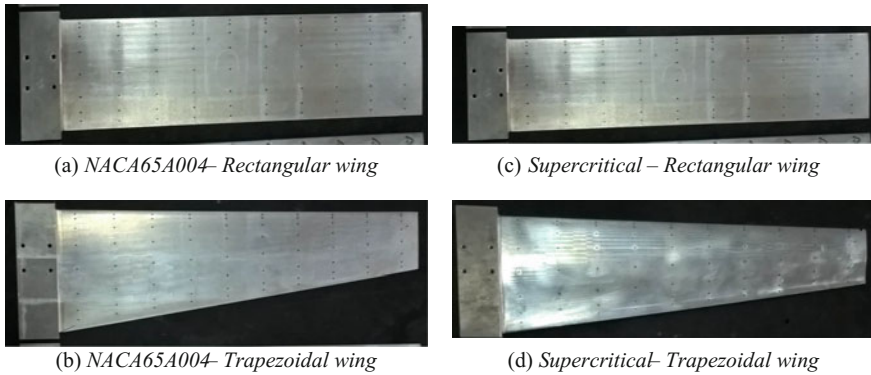 (a) NACA65A004– Rectangular wing
(c) Supercritical – Rectangular wing
(b) NACA65A004– Trapezoidal wing
(d) Supercritical– Trapezoidal wing